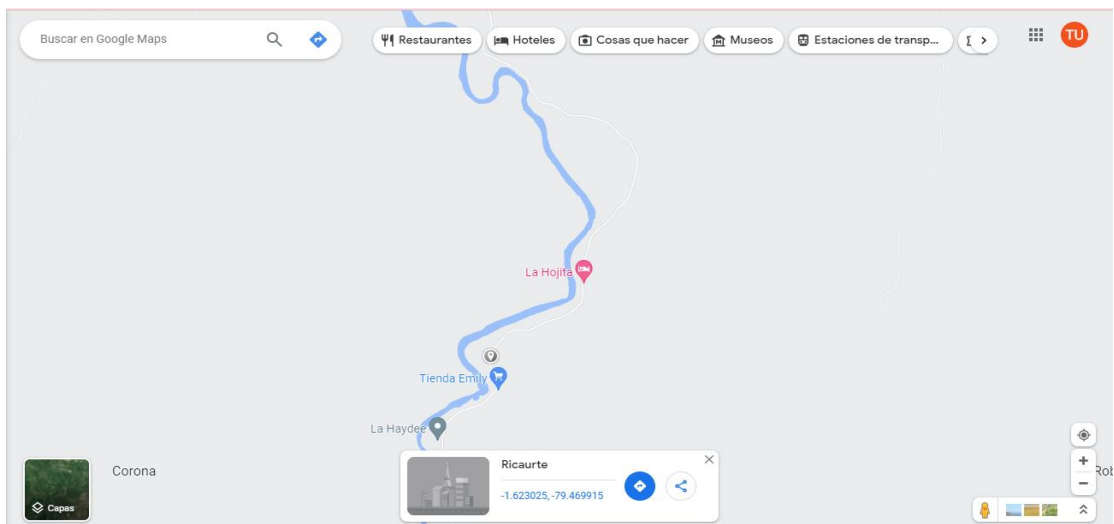 Buscar en Google Maps
Restaurantes
Hoteles
Cosas que hacer
Museos
Estaciones de transp...
TU
La Hojita
Tienda Emily
La Haydee
Corona
Capas
Ricaurte
-1.623025, -79.469915
Rob